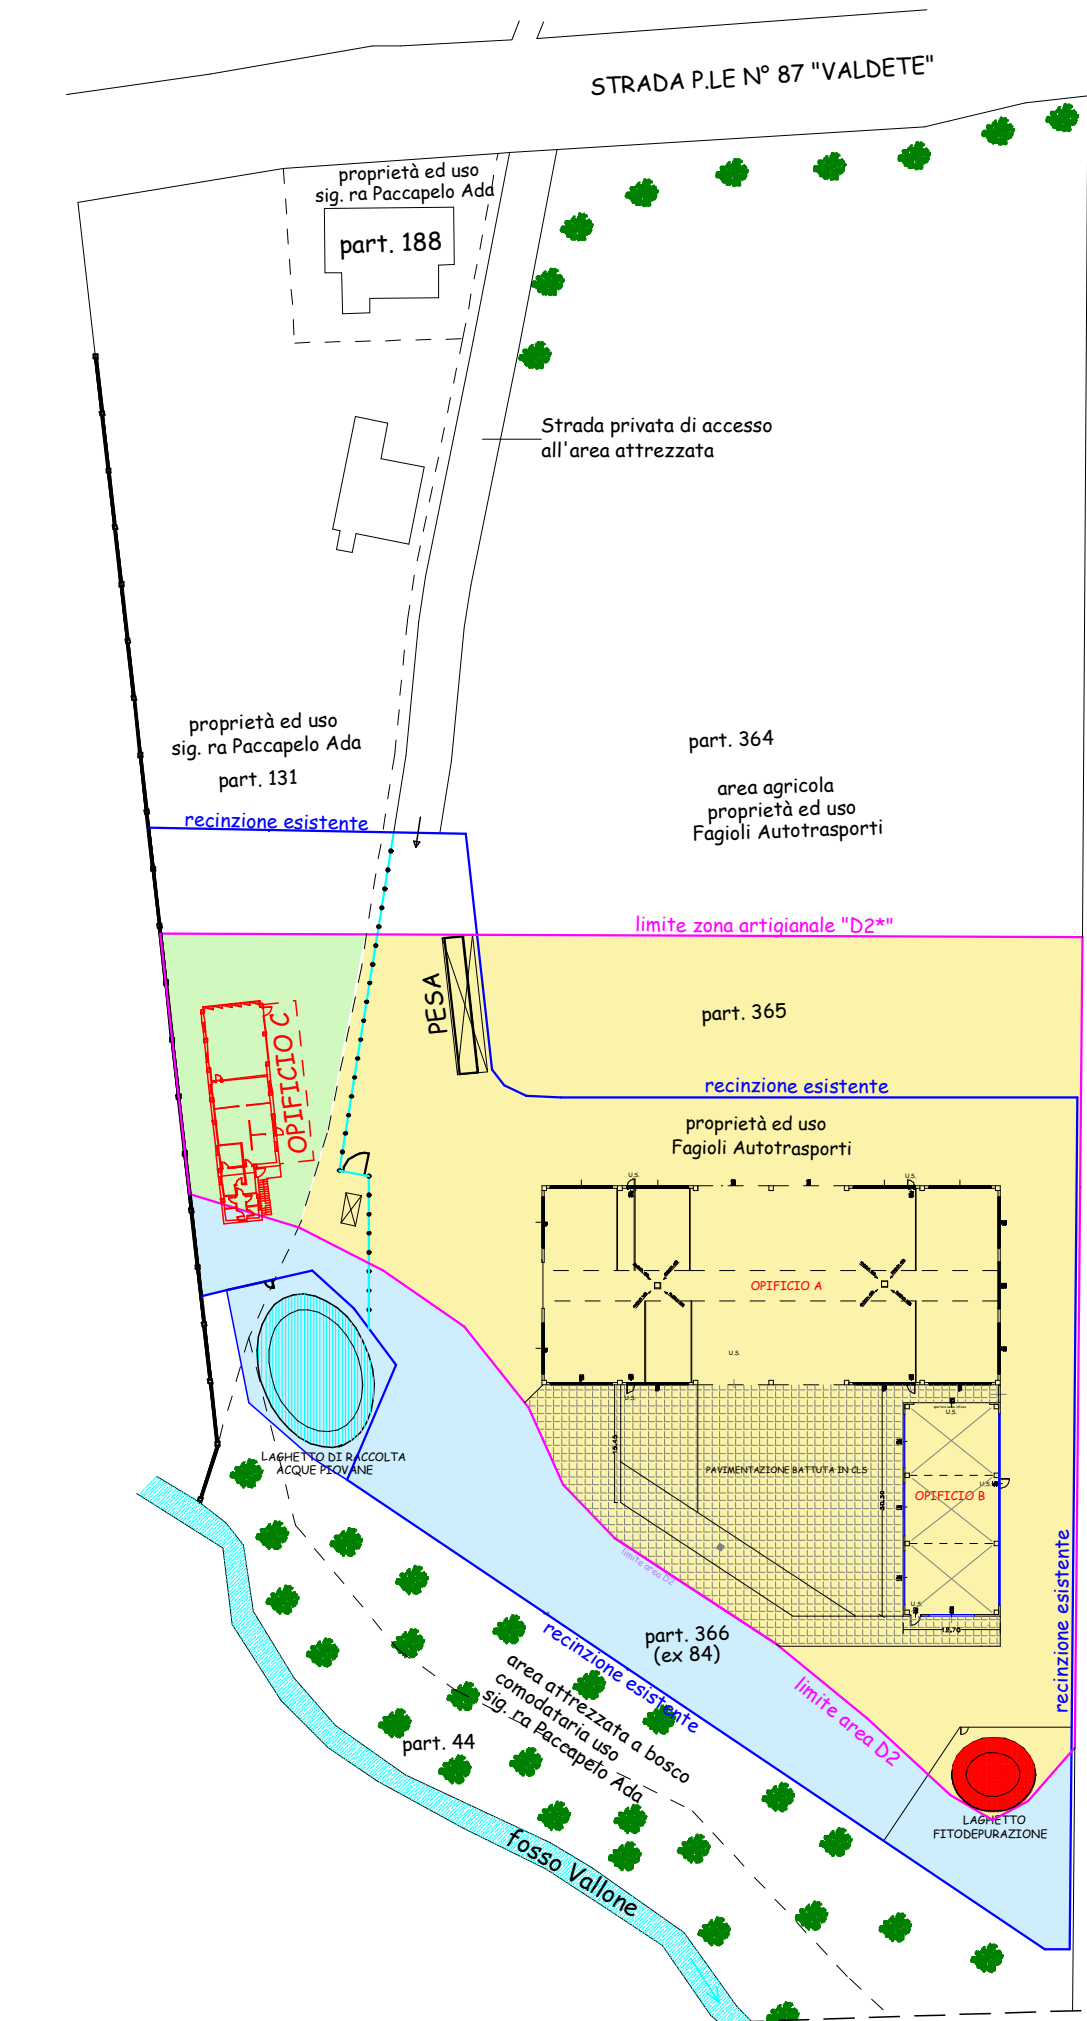 STRADA P.LE N° 87 "VALDETE"
proprietà ed uso
sig. ra Paccapelo Ada
part. 188
Strada privata di accesso
all'area attrezzata
proprietà ed uso
sig. ra Paccapelo Ada
part. 131
part. 364
area agricola
proprietà ed uso
Fagioli Autotrasporti
recinzione esistente
limite zona artigianale "D2*"
PESA
part. 365
OPIFICIO C
recinzione esistente
proprietà ed uso
Fagioli Autotrasporti
U.S.
U.S.
OPIFICIO A
U.S.
U.S.
U.S.
PAVIMENTAZIONE BATTUTA IN CLS
U.S.
OPIFICIO B
U.S.
LAGHETTO DI RACCOLTA
ACQUE PIOVANE
limite area D2
recinzione esistente
part. 366
(ex 84)
recinzione esistente
area attrezzata a bosco
comodataria uso
sig. ra Paccapelo Ada
limite area D2
part. 44
LAGHETTO
FITODEPURAZIONE
fosso Vallone